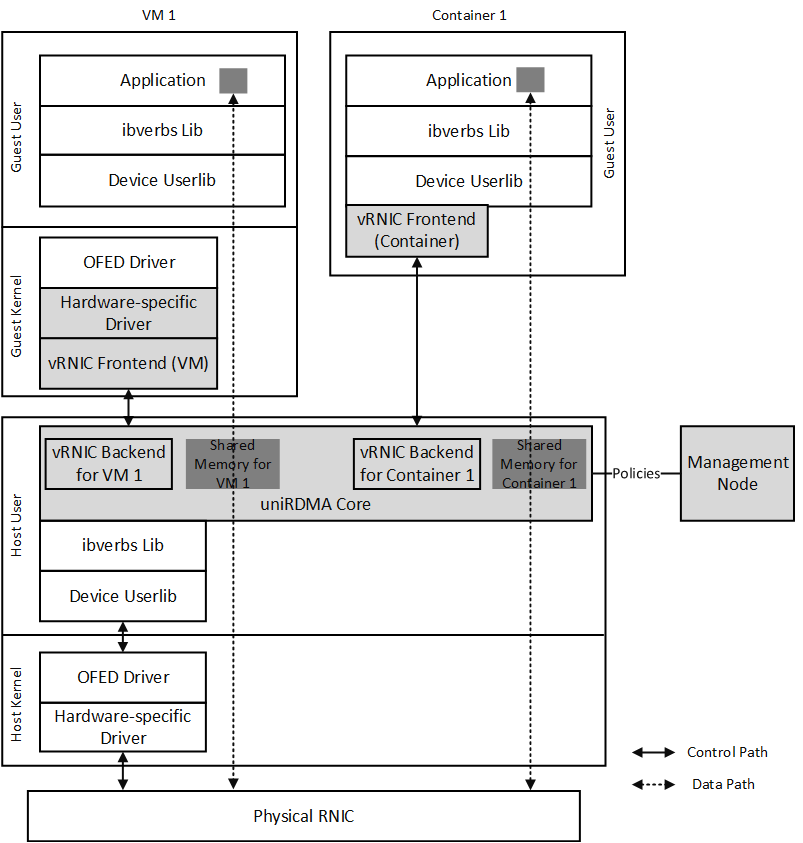 VM 1
Container 1
Guest User
Application
ibverbs Lib
Device Userlib
Application
ibverbs Lib
Device Userlib
vRNIC Frontend
(Container)
Guest User
Guest Kernel
OFED Driver
Hardware-specific
Driver
vRNIC Frontend (VM)
Host User
vRNIC Backend
for VM 1
Shared
Memory for
VM 1
vRNIC Backend
for Container 1
Shared
Memory for
Container 1
uniRDMA Core
Policies
Management
Node
ibverbs Lib
Device Userlib
Host Kernel
OFED Driver
Hardware-specific
Driver
Control Path
Data Path
Physical RNIC